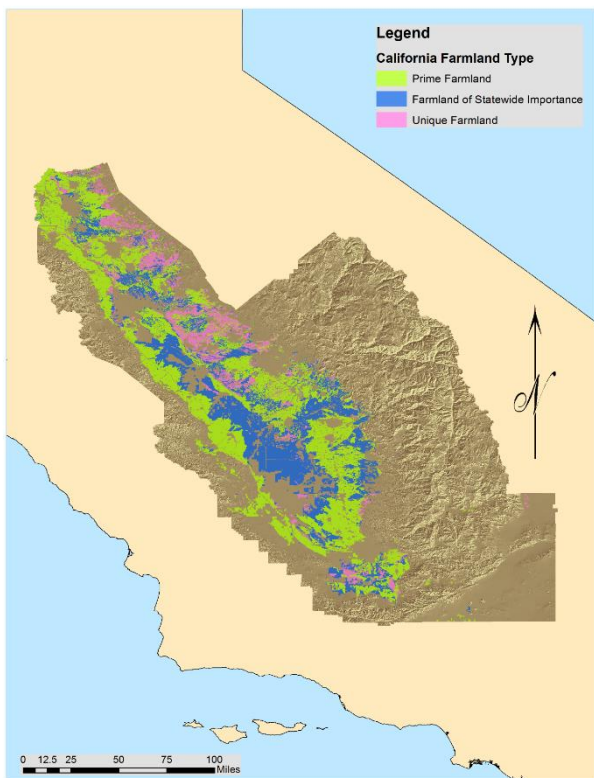 Legend
California Farmland Type
Prime Farmland
Farmland of Statewide Importance
Unique Farmland
N
0 12.5 25 50 75 100
Miles